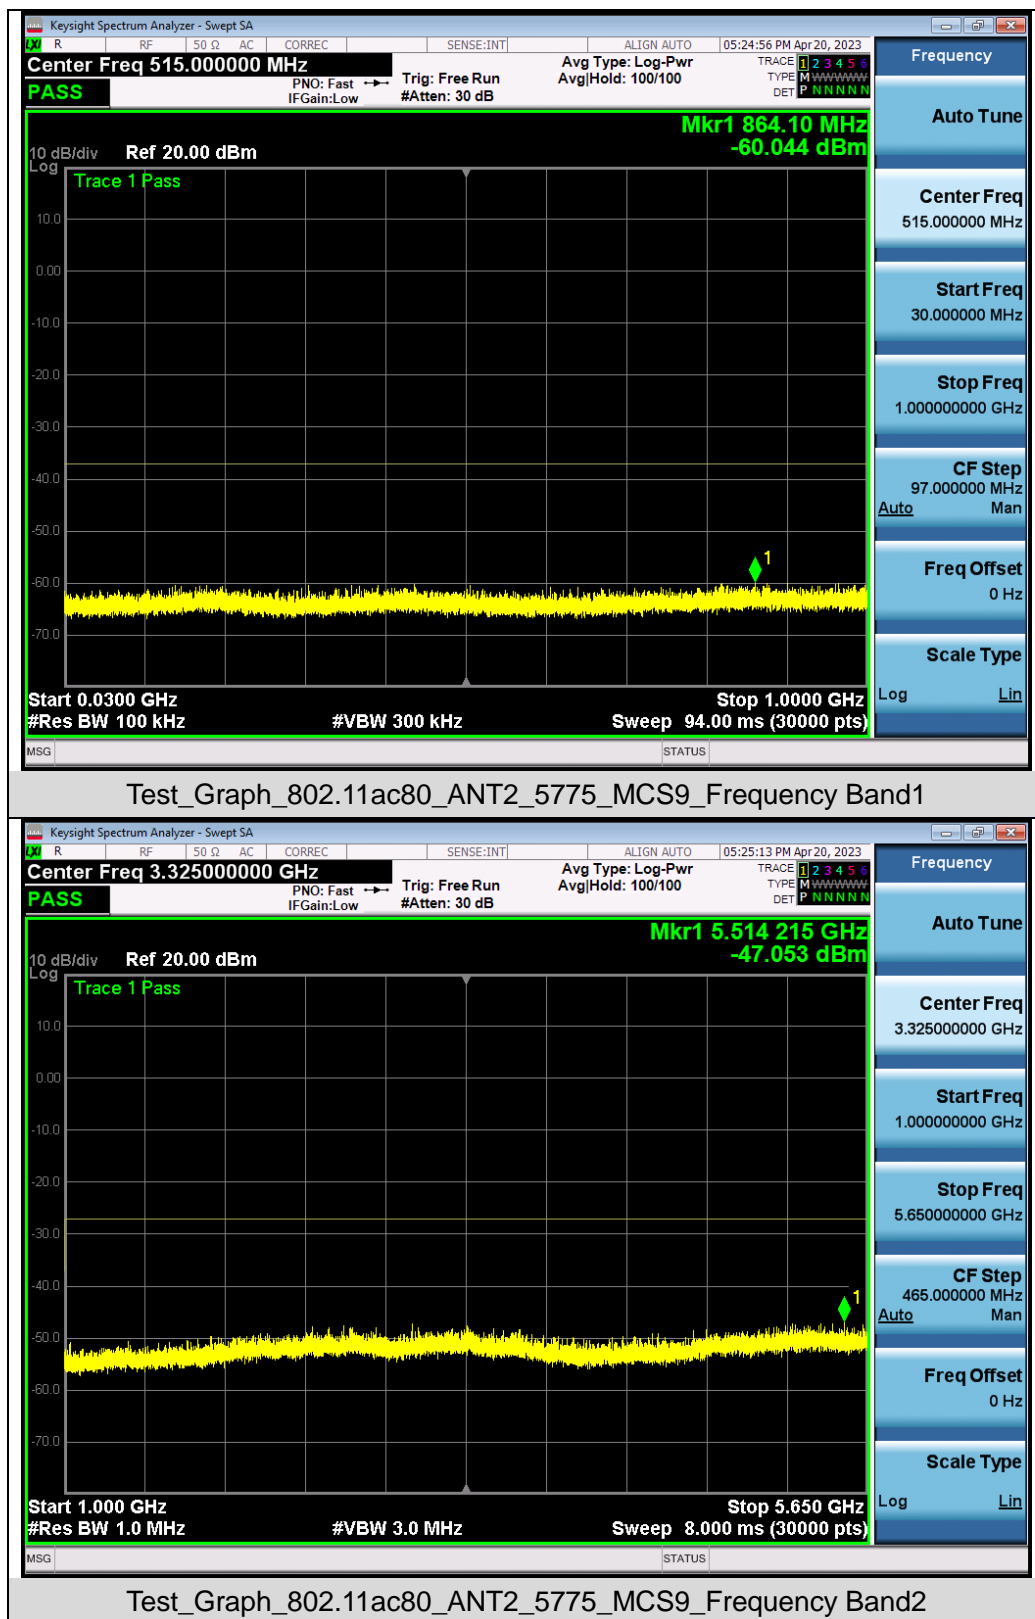 Keysight Spectrum Analyzer - Swept SA
LXI R RF 50 Ω AC CORREC SENSE:INT ALIGN AUTO 05:24:56 PM Apr 20, 2023
Center Freq 515.000000 MHz
PASS
PNO: Fast
IFGain:Low
Trig: Free Run
#Atten: 30 dB
Avg Type: Log-Pwr
Avg|Hold: 100/100
TRACE 1 2 3 4 5 6
TYPE M WWWWW
DET P N N N N N
Mkr1 864.10 MHz
-60.044 dBm
10 dB/div Ref 20.00 dBm
Log
Trace 1 Pass
10.0
0.00
-10.0
-20.0
-30.0
-40.0
-50.0
-60.0
-70.0
1
Start 0.0300 GHz Stop 1.0000 GHz
#Res BW 100 kHz #VBW 300 kHz Sweep 94.00 ms (30000 pts)
MSG STATUS
Frequency
Auto Tune
Center Freq
515.000000 MHz
Start Freq
30.000000 MHz
Stop Freq
1.000000000 GHz
CF Step
97.000000 MHz
Auto Man
Freq Offset
0 Hz
Scale Type
Log Lin
Test_Graph_802.11ac80_ANT2_5775_MCS9_Frequency Band1
Keysight Spectrum Analyzer - Swept SA
LXI R RF 50 Ω AC CORREC SENSE:INT ALIGN AUTO 05:25:13 PM Apr 20, 2023
Center Freq 3.325000000 GHz
PASS
PNO: Fast
IFGain:Low
Trig: Free Run
#Atten: 30 dB
Avg Type: Log-Pwr
Avg|Hold: 100/100
TRACE 1 2 3 4 5 6
TYPE M WWWWW
DET P N N N N N
Mkr1 5.514 215 GHz
-47.053 dBm
10 dB/div Ref 20.00 dBm
Log
Trace 1 Pass
10.0
0.00
-10.0
-20.0
-30.0
-40.0
-50.0
-60.0
-70.0
1
Start 1.000 GHz Stop 5.650 GHz
#Res BW 1.0 MHz #VBW 3.0 MHz Sweep 8.000 ms (30000 pts)
MSG STATUS
Frequency
Auto Tune
Center Freq
3.325000000 GHz
Start Freq
1.000000000 GHz
Stop Freq
5.650000000 GHz
CF Step
465.000000 MHz
Auto Man
Freq Offset
0 Hz
Scale Type
Log Lin
Test_Graph_802.11ac80_ANT2_5775_MCS9_Frequency Band2